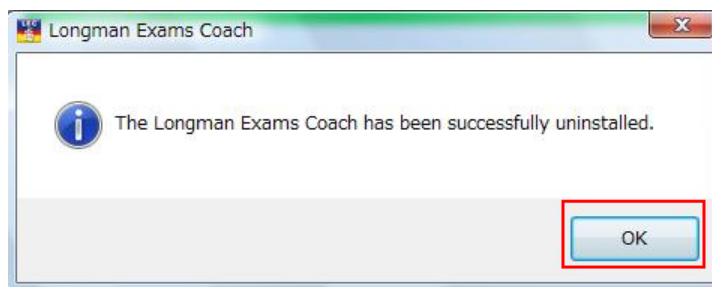 Longman Exams Coach
The Longman Exams Coach has been successfully uninstalled.
OK